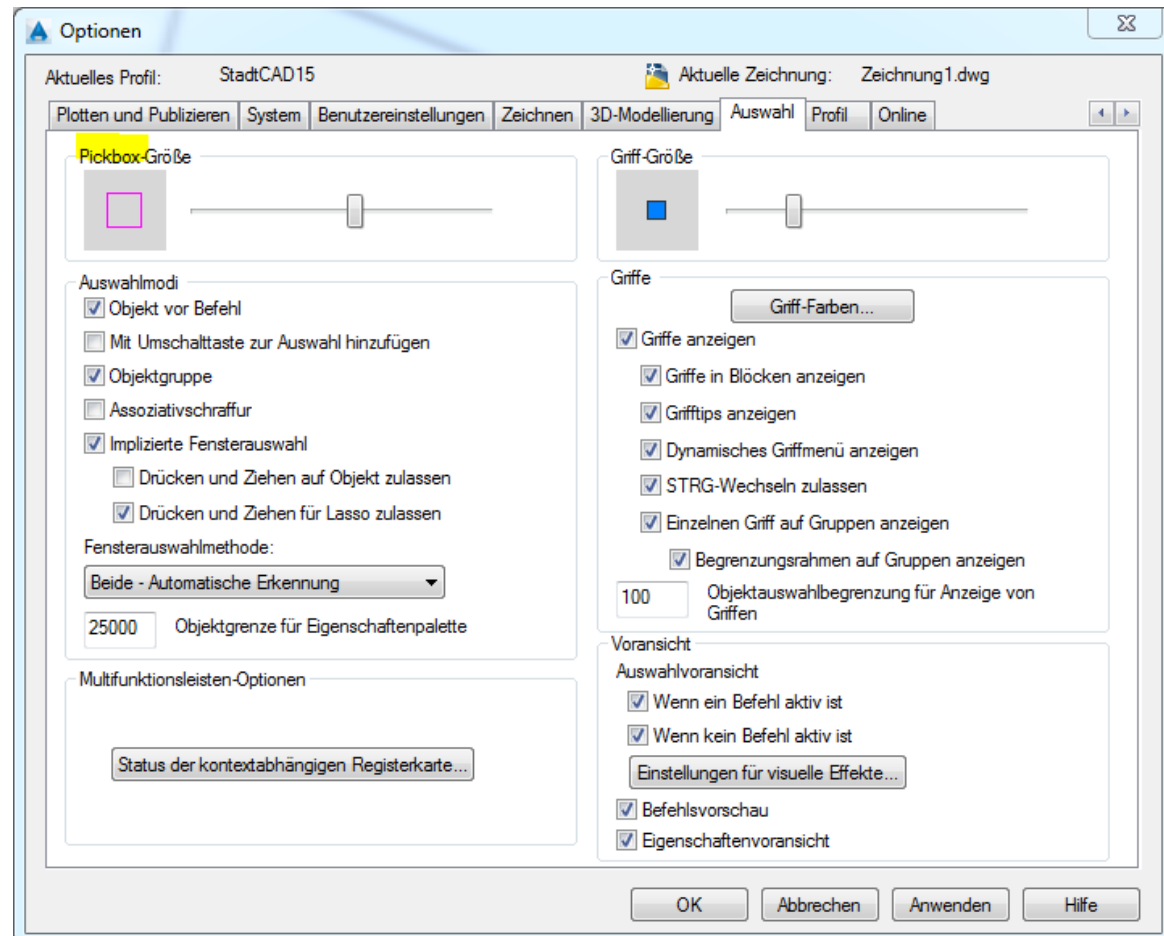 Optionen
Aktuelles Profil: StadtCAD15 Aktuelle Zeichnung: Zeichnung1.dwg
Plotten und Publizieren System Benutzereinstellungen Zeichnen 3D-Modellierung Auswahl Profil Online
Pickbox-Größe
Auswahlmodi
Objekt vor Befehl
Mit Umschalttaste zur Auswahl hinzufügen
Objektgruppe
Assoziativschraffur
Implizierte Fensterauswahl
Drücken und Ziehen auf Objekt zulassen
Drücken und Ziehen für Lasso zulassen
Fensterauswahlmethode:
Beide - Automatische Erkennung
25000 Objektgrenze für Eigenschaftenpalette
Multifunktionsleisten-Optionen
Status der kontextabhängigen Registerkarte...
Griff-Größe
Griffe
Griff-Farben...
Griffe anzeigen
Griffe in Blöcken anzeigen
Grifftips anzeigen
Dynamisches Griffmenü anzeigen
STRG-Wechseln zulassen
Einzelnen Griff auf Gruppen anzeigen
Begrenzungsrahmen auf Gruppen anzeigen
100 Objektauswahlbegrenzung für Anzeige von
Griffen
Voransicht
Auswahlvoransicht
Wenn ein Befehl aktiv ist
Wenn kein Befehl aktiv ist
Einstellungen für visuelle Effekte...
Befehlsvorschau
Eigenschaftenvoransicht
OK Abbrechen Anwenden Hilfe